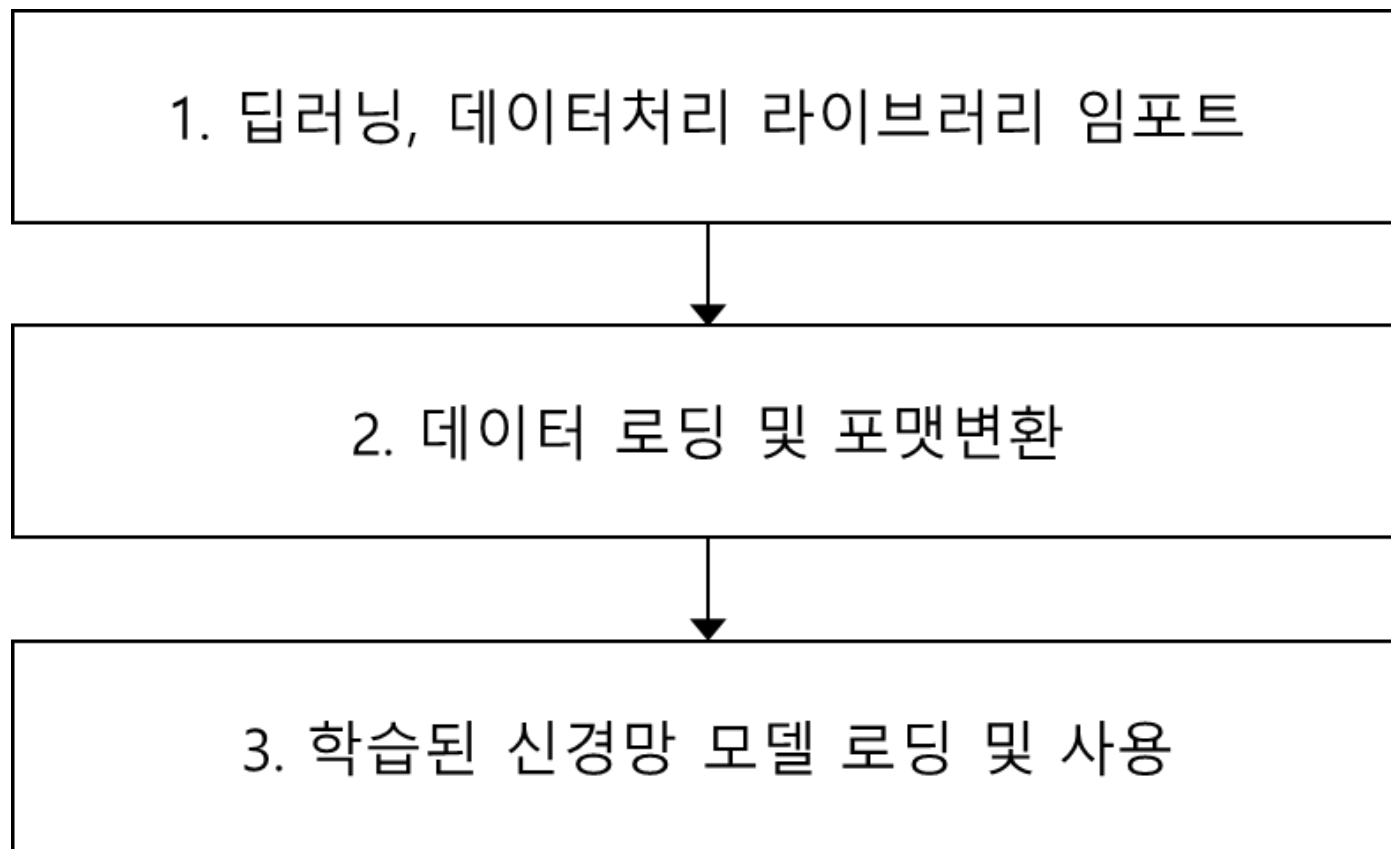 1. 딥러닝, 데이터처리 라이브러리 임포트
2. 데이터 로딩 및 포맷변환
3. 학습된 신경망 모델 로딩 및 사용